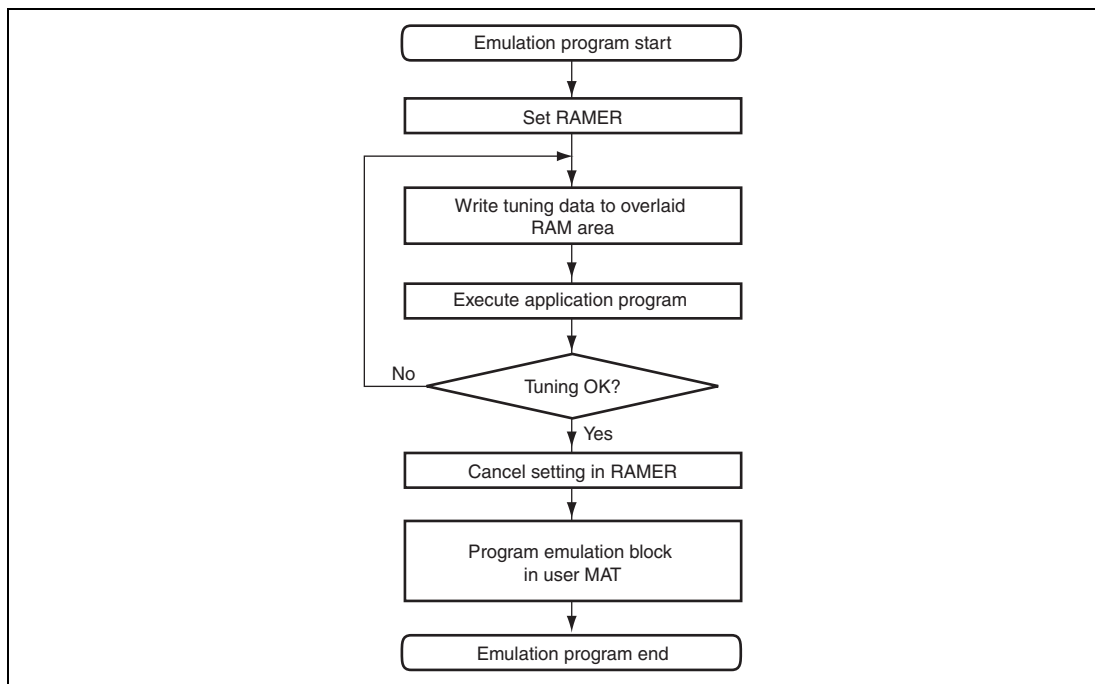 Emulation program start
Set RAMER
Write tuning data to overlaid
RAM area
Execute application program
No
Tuning OK?
Yes
Cancel setting in RAMER
Program emulation block
in user MAT
Emulation program end